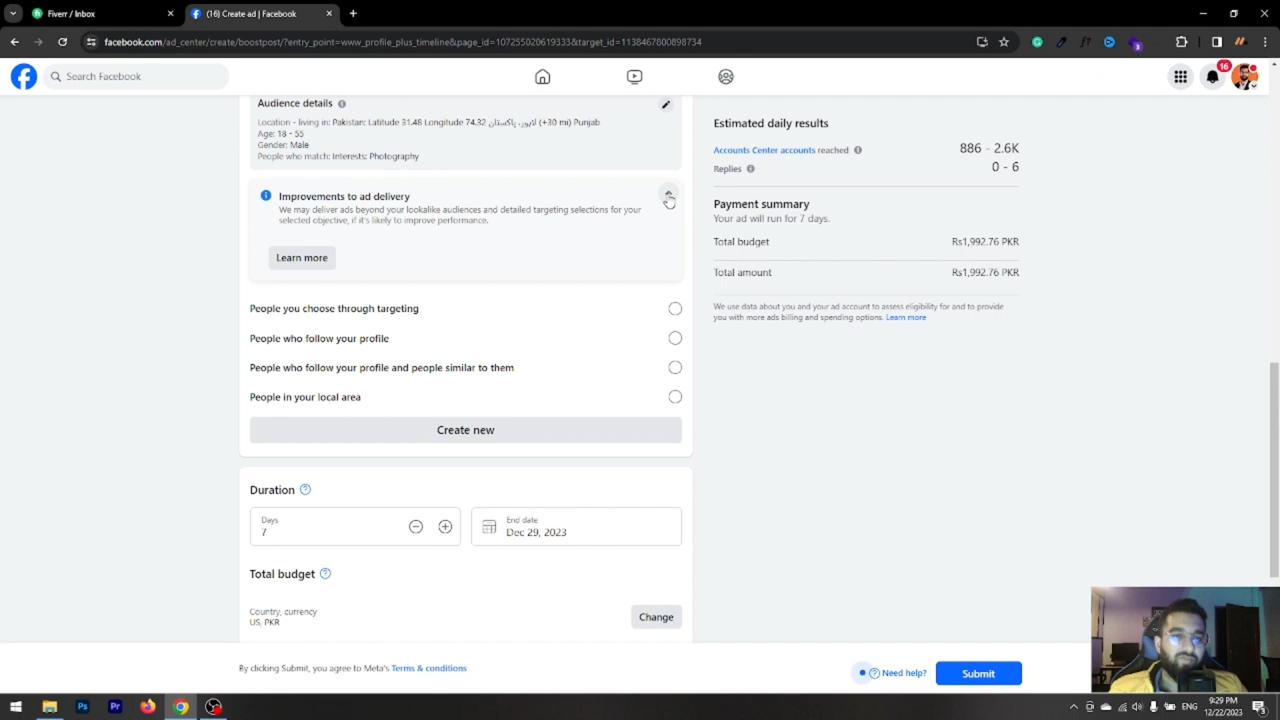 Fiverr / Inbox
(16) Create ad | Facebook
facebook.com/ad_center/create/boostpost/?entry_point=www_profile_plus_timeline&page_id=107255020619333&target_id=1138467800898734
Search Facebook
16
Audience details
Location - living in: Pakistan: Latitude 31.48 Longitude 74.32 لاہور، پاکستان (+30 mi) Punjab
Age: 18 - 55
Gender: Male
People who match: Interests: Photography
Improvements to ad delivery
We may deliver ads beyond your lookalike audiences and detailed targeting selections for your
selected objective, if it's likely to improve performance.
Learn more
People you choose through targeting
People who follow your profile
People who follow your profile and people similar to them
People in your local area
Create new
Duration
Days
7
End date
Dec 29, 2023
Total budget
Country, currency
US, PKR
Change
Estimated daily results
Accounts Center accounts reached
886 - 2.6K
Replies
0 - 6
Payment summary
Your ad will run for 7 days.
Total budget
Rs1,992.76 PKR
Total amount
Rs1,992.76 PKR
We use data about you and your ad account to assess eligibility for and to provide
you with more ads billing and spending options. Learn more
By clicking Submit, you agree to Meta's Terms & conditions
Need help?
Submit
Ps
Pr
ENG
9:29 PM
12/22/2023